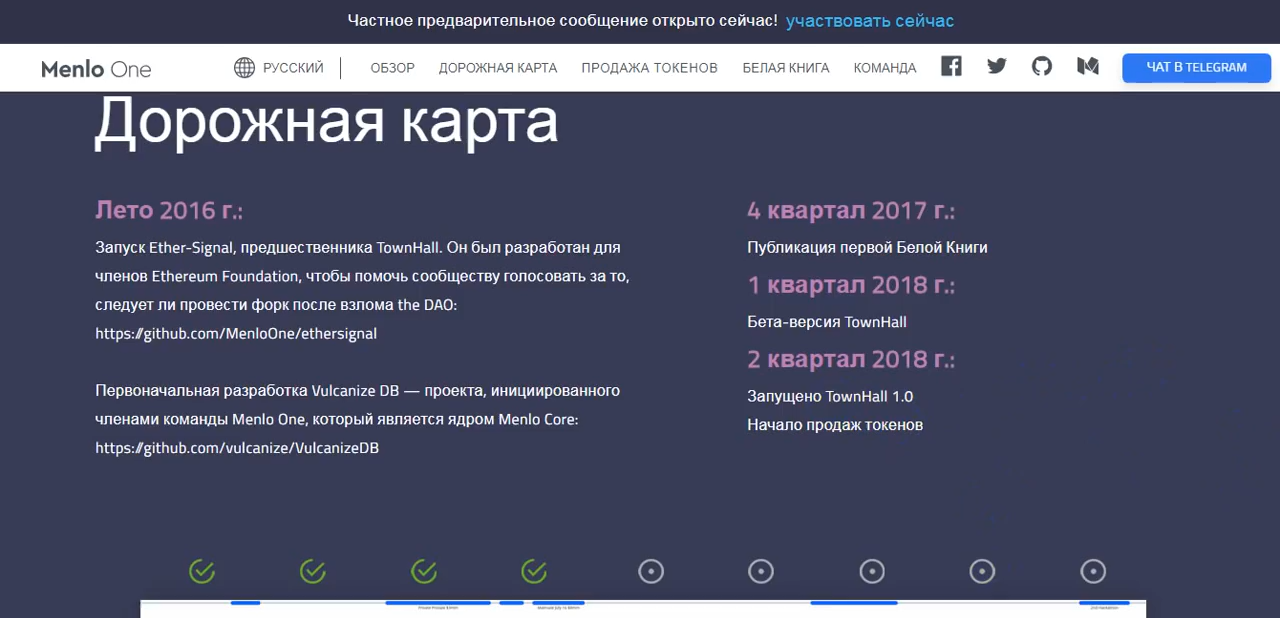 Частное предварительное сообщение открыто сейчас! участвовать сейчас
Menlo One РУССКИЙ ОБЗОР ДОРОЖНАЯ КАРТА ПРОДАЖА ТОКЕНОВ БЕЛАЯ КНИГА КОМАНДА ЧАТ В TELEGRAM
Дорожная карта
Лето 2016 г.:
Запуск Ether-Signal, предшественника TownHall. Он был разработан для
членов Ethereum Foundation, чтобы помочь сообществу голосовать за то,
следует ли провести форк после взлома the DAO:
https://github.com/MenloOne/ethersignal
Первоначальная разработка Vulcanize DB — проекта, инициированного
членами команды Menlo One, который является ядром Menlo Core:
https://github.com/vulcanize/VulcanizeDB
4 квартал 2017 г.:
Публикация первой Белой Книги
1 квартал 2018 г.:
Бета-версия TownHall
2 квартал 2018 г.:
Запущено TownHall 1.0
Начало продаж токенов